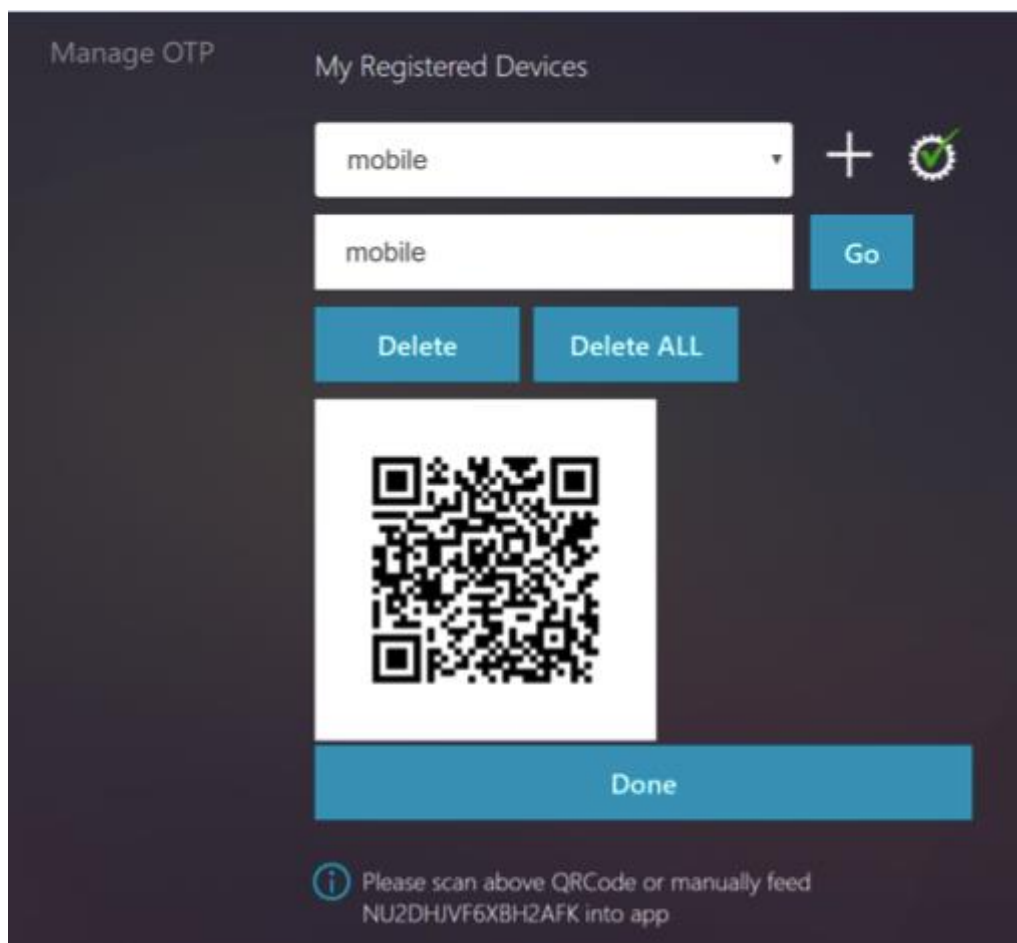 Manage OTP
My Registered Devices
mobile
mobile
Go
Delete
Delete ALL
Done
Please scan above QRCode or manually feed
NU2DHJVF6XBH2AFK into app